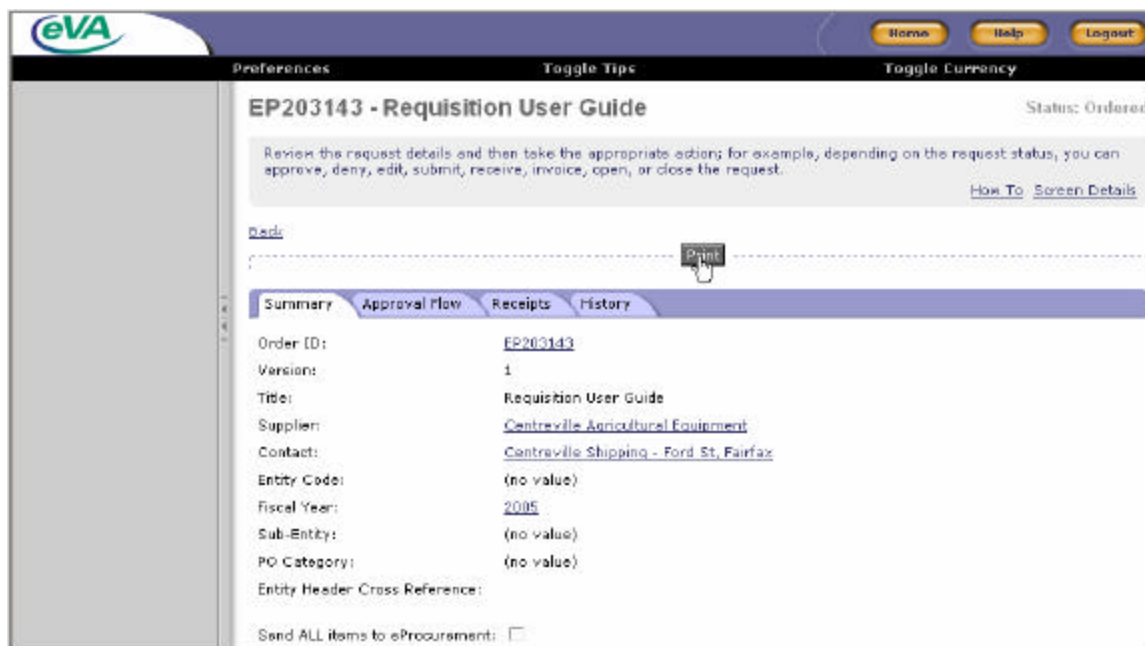 eVA
Home Help Logout
Preferences Toggle Tips Toggle Currency
EP203143 - Requisition User Guide Status: Ordered
Review the request details and then take the appropriate action; for example, depending on the request status, you can
approve, deny, edit, submit, receive, invoice, open, or close the request.
How To Screen Details
Back
Print
Summary Approval Flow Receipts History
Order ID: EP203143
Version: 1
Title: Requisition User Guide
Supplier: Centreville Agricultural Equipment
Contact: Centreville Shipping - Ford St, Fairfax
Entity Code: (no value)
Fiscal Year: 2005
Sub-Entity: (no value)
PO Category: (no value)
Entity Header Cross Reference:
Send ALL items to eProcurement: